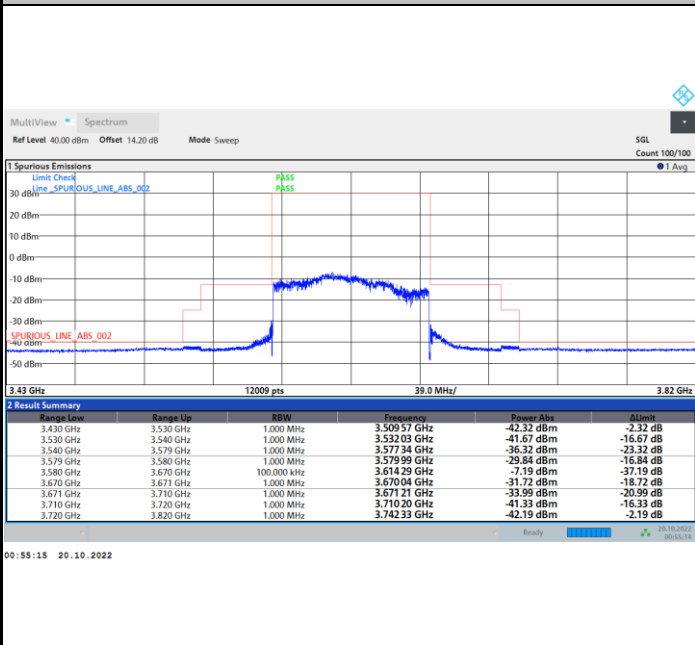 MultiView Spectrum
Ref Level 40.00 dBm Offset 14.20 dB Mode Sweep SGL
Count 100/100
1 Spurious Emissions 1 Avg
Limit Check PASS
Line _SPURIOUS_LINE_ABS_002 PASS
30 dBm
20 dBm
10 dBm
0 dBm
-10 dBm
-20 dBm
-30 dBm
_SPURIOUS_LINE_ABS_002
-40 dBm
-50 dBm
3.43 GHz 12009 pts 39.0 MHz/ 3.82 GHz
2 Result Summary
Range Low Range Up RBW Frequency Power Abs ΔLimit
3.430 GHz 3.530 GHz 1.000 MHz 3.509 57 GHz -42.32 dBm -2.32 dB
3.530 GHz 3.540 GHz 1.000 MHz 3.532 03 GHz -41.67 dBm -16.67 dB
3.540 GHz 3.579 GHz 1.000 MHz 3.577 34 GHz -36.32 dBm -23.32 dB
3.579 GHz 3.580 GHz 1.000 MHz 3.579 99 GHz -29.84 dBm -16.84 dB
3.580 GHz 3.670 GHz 100.000 kHz 3.614 29 GHz -7.19 dBm -37.19 dB
3.670 GHz 3.671 GHz 1.000 MHz 3.670 04 GHz -31.72 dBm -18.72 dB
3.671 GHz 3.710 GHz 1.000 MHz 3.671 21 GHz -33.99 dBm -20.99 dB
3.710 GHz 3.720 GHz 1.000 MHz 3.710 20 GHz -41.33 dBm -16.33 dB
3.720 GHz 3.820 GHz 1.000 MHz 3.742 33 GHz -42.19 dBm -2.19 dB
Ready 20.10.2022
00:55:14
00:55:15 20.10.2022